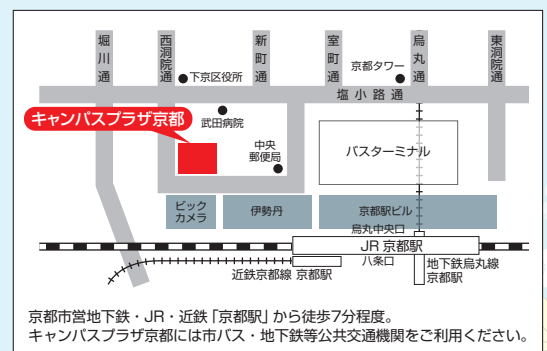 堀川通
西洞院通
新町通
室町通
烏丸通
東洞院通
下京区役所
京都タワー
塩小路通
キャンパスプラザ京都
武田病院
中央
郵便局
バスターミナル
ビック
カメラ
伊勢丹
京都駅ビル
烏丸中央口
JR 京都駅
八条口
近鉄京都線 京都駅
地下鉄烏丸線
京都駅
京都市営地下鉄・JR・近鉄「京都駅」から徒歩7分程度。
キャンパスプラザ京都には市バス・地下鉄等公共交通機関をご利用ください。